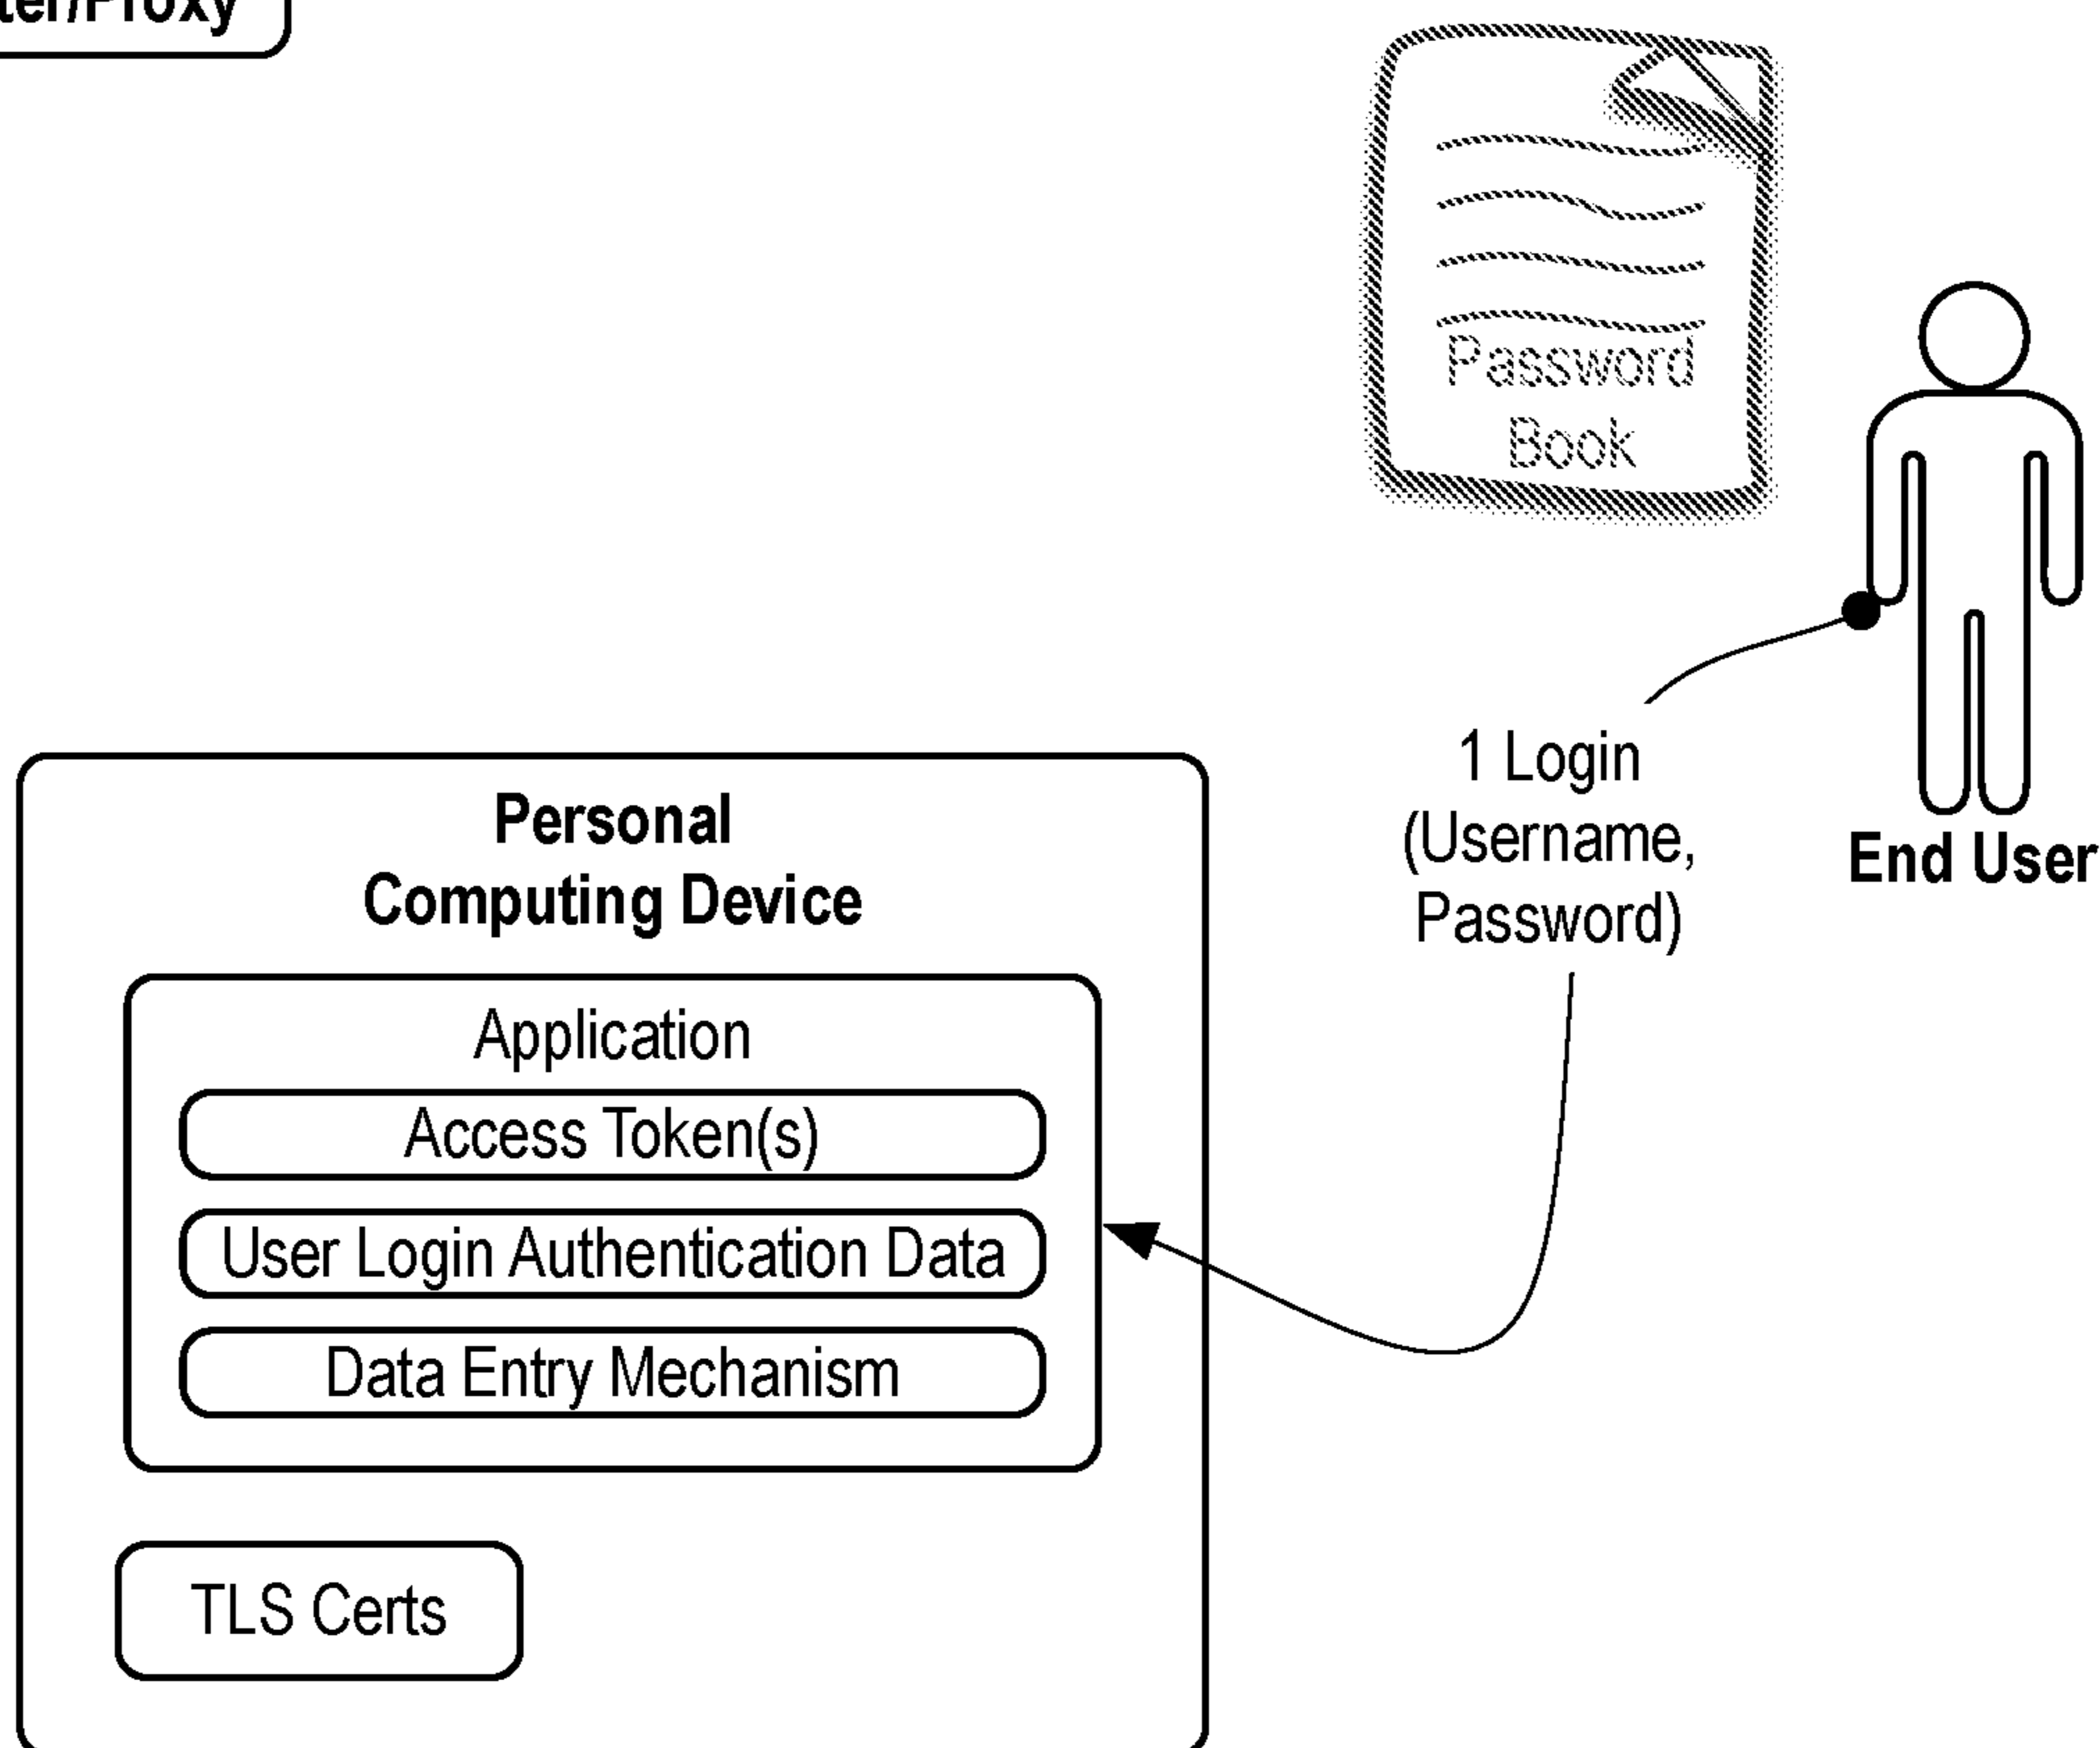 Password
Book
1 Login
(Username,
Password)
End User
Personal
Computing Device
Application
Access Token(s)
User Login Authentication Data
Data Entry Mechanism
TLS Certs